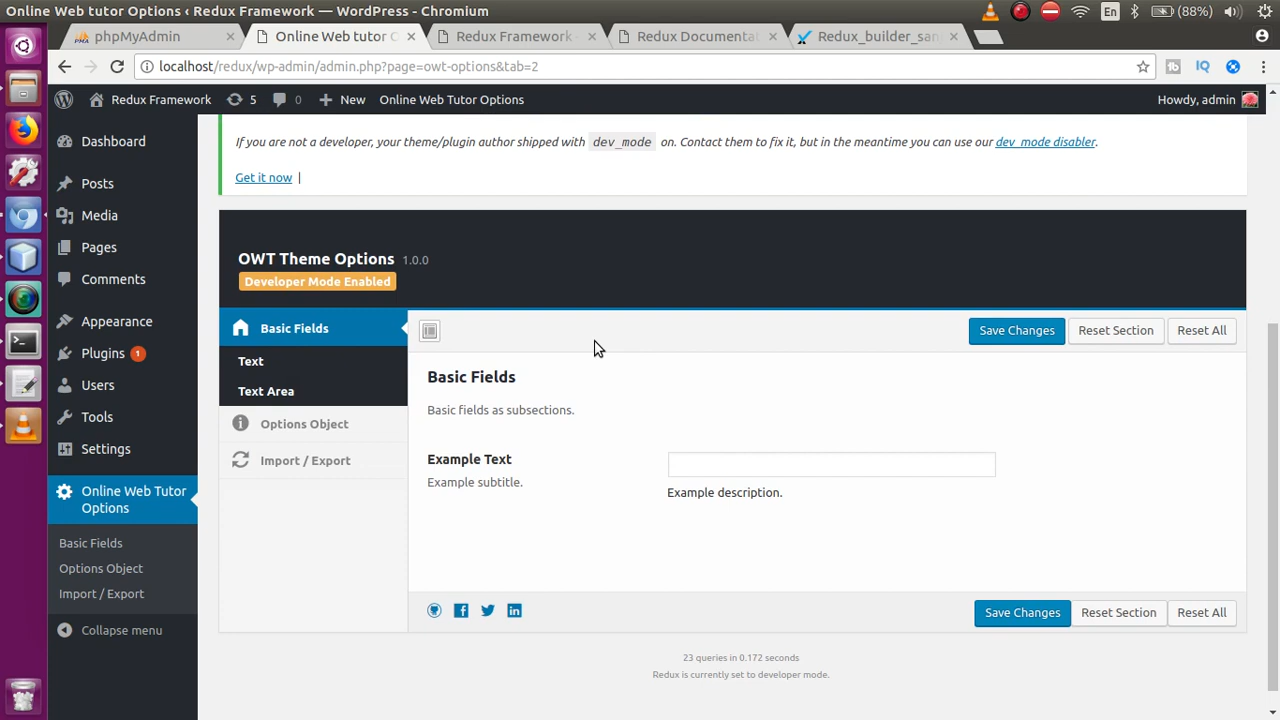 Online Web tutor Options ‹ Redux Framework — WordPress - Chromium
En
(88%)
phpMyAdmin
Online Web tutor O
Redux Framework -
Redux Documenta
Redux_builder_san
localhost/redux/wp-admin/admin.php?page=owt-options&tab=2
IQ
Redux Framework
5
0
New
Online Web Tutor Options
Howdy, admin
If you are not a developer, your theme/plugin author shipped with dev_mode on. Contact them to fix it, but in the meantime you can use our dev_mode disabler.
Get it now |
Dashboard
Posts
Media
Pages
Comments
Appearance
Plugins 1
Users
Tools
Settings
Online Web Tutor
Options
Basic Fields
Options Object
Import / Export
Collapse menu
OWT Theme Options 1.0.0
Developer Mode Enabled
Basic Fields
Text
Text Area
Options Object
Import / Export
Save Changes
Reset Section
Reset All
Basic Fields
Basic fields as subsections.
Example Text
Example subtitle.
Example description.
Save Changes
Reset Section
Reset All
23 queries in 0.172 seconds
Redux is currently set to developer mode.